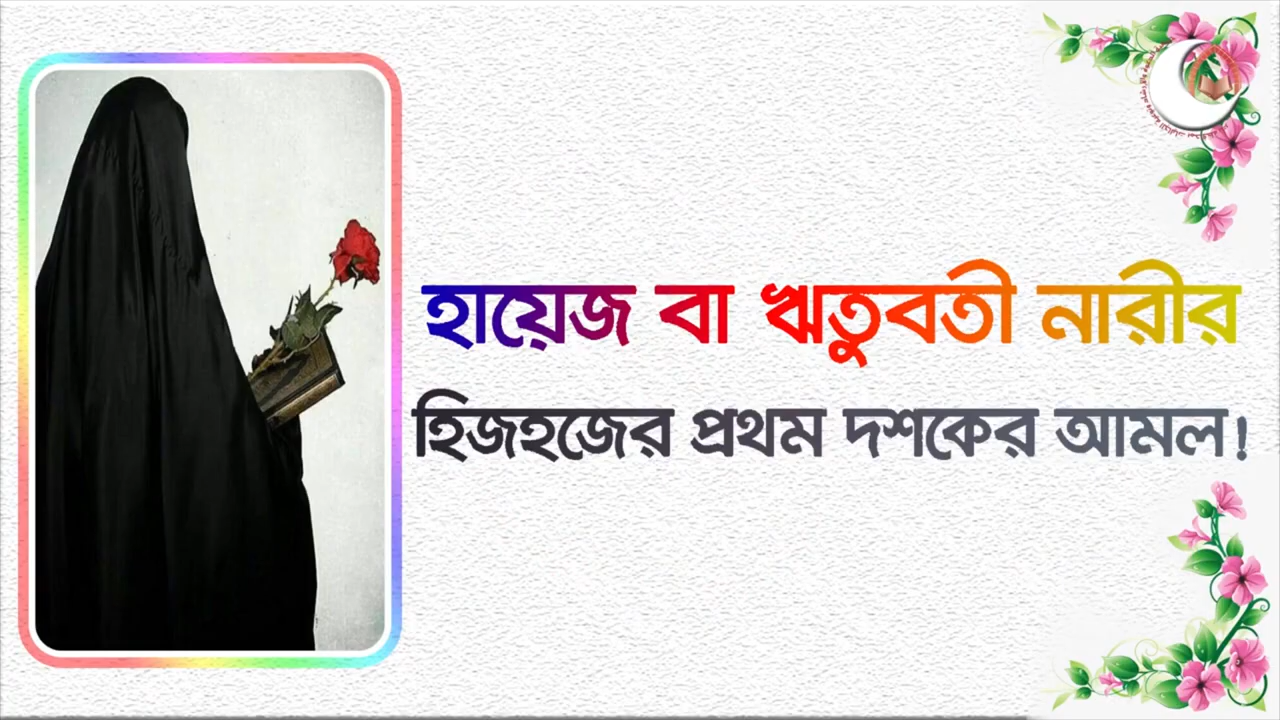 হায়েজ বা ঋতুবতী নারীর
হিজহজের প্রথম দশকের আমল!